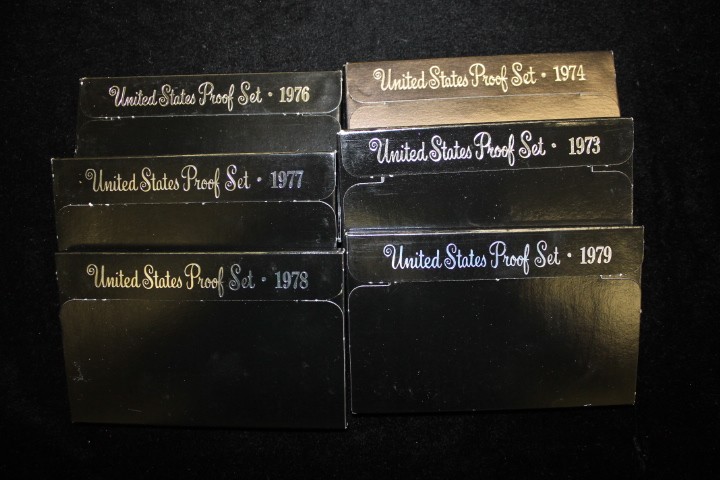 United States Proof Set • 1976
United States Proof Set • 1977
United States Proof Set • 1978
United States Proof Set • 1974
United States Proof Set • 1973
United States Proof Set • 1979